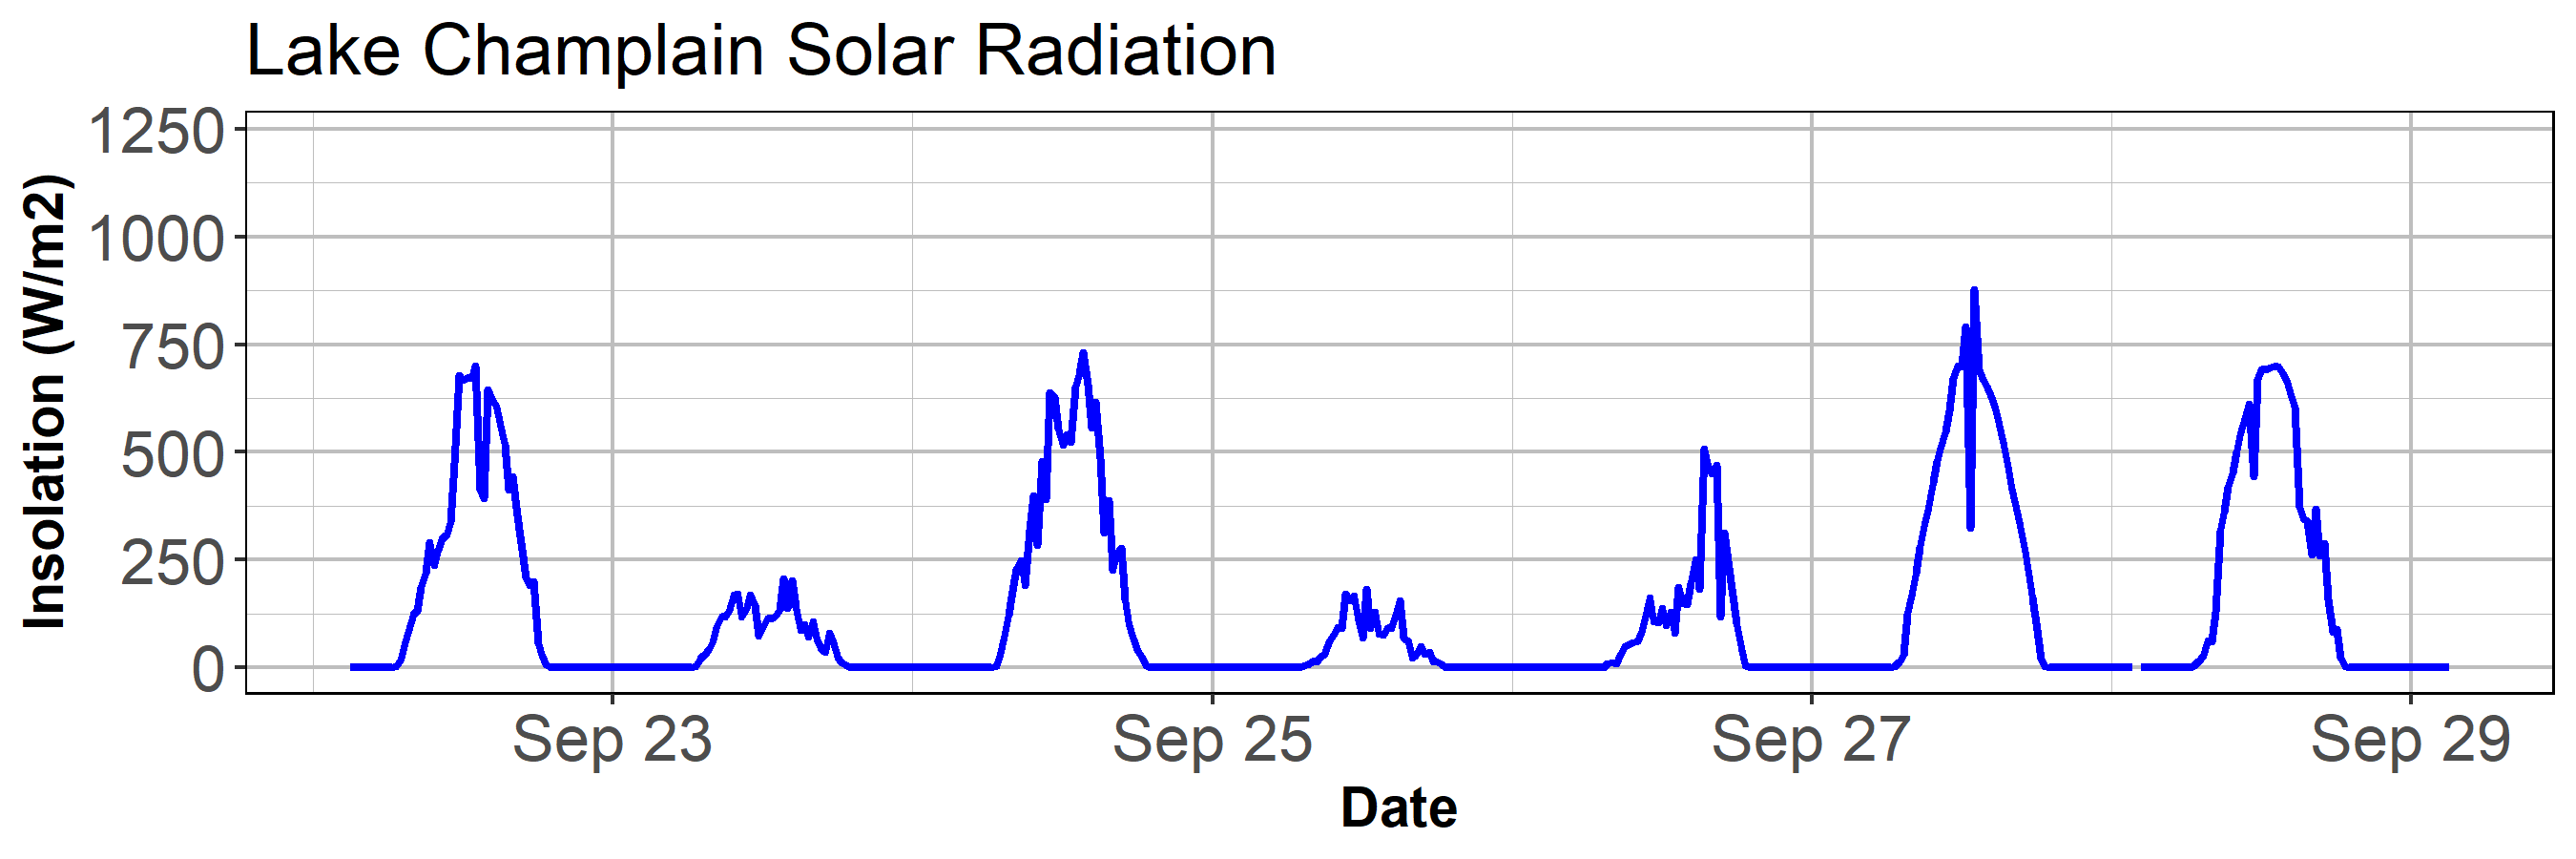 Lake Champlain Solar Radiation
1250
1000
750
500
250
0
Insolation (W/m2)
Sep 23
Sep 25
Sep 27
Sep 29
Date